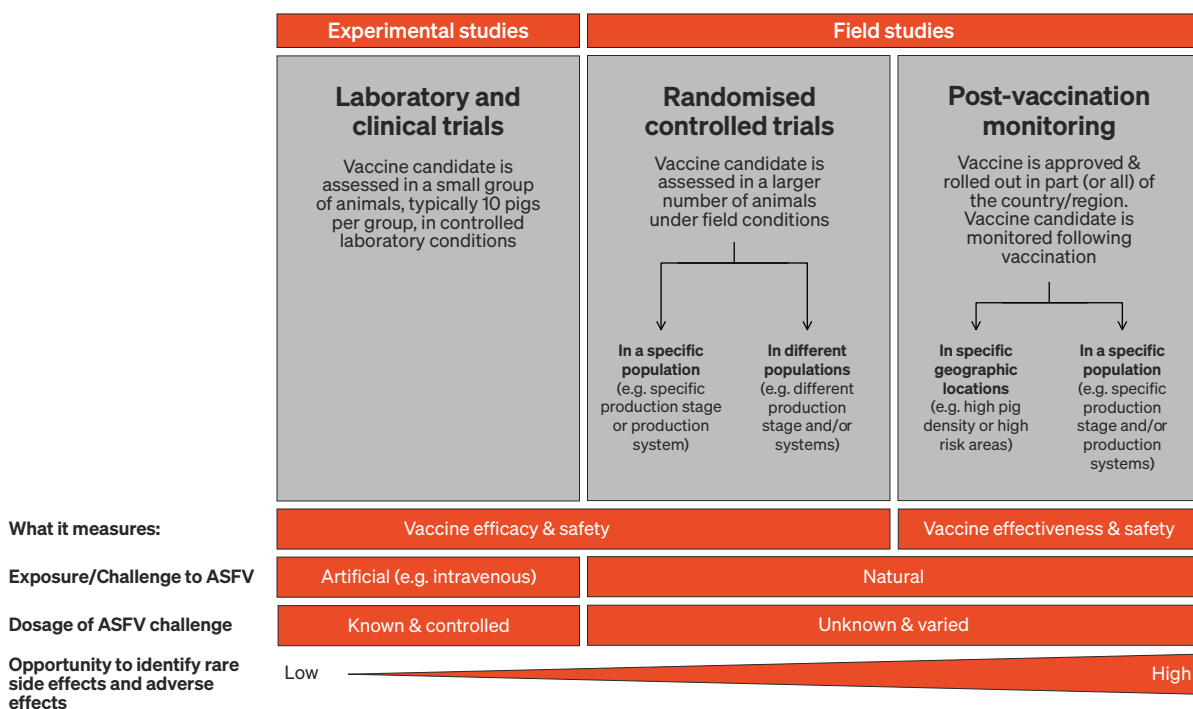 Experimental studies
Field studies
Laboratory and
clinical trials
Vaccine candidate is
assessed in a small group
of animals, typically 10 pigs
per group, in controlled
laboratory conditions
Randomised
controlled trials
Vaccine candidate is
assessed in a larger
number of animals
under field conditions
In a specific
population
(e.g. specific
production stage
or production
system)
In different
populations
(e.g. different
production
stage and/or
systems)
Post-vaccination
monitoring
Vaccine is approved &
rolled out in part (or all) of
the country/region.
Vaccine candidate is
monitored following
vaccination
In specific
geographic
locations
(e.g. high pig
density or high
risk areas)
In a specific
population
(e.g. specific
production
stage and/or
production
systems)
What it measures:
Vaccine efficacy & safety
Vaccine effectiveness & safety
Exposure/Challenge to ASFV
Artificial (e.g. intravenous)
Natural
Dosage of ASFV challenge
Known & controlled
Unknown & varied
Opportunity to identify rare
side effects and adverse
effects
Low
High